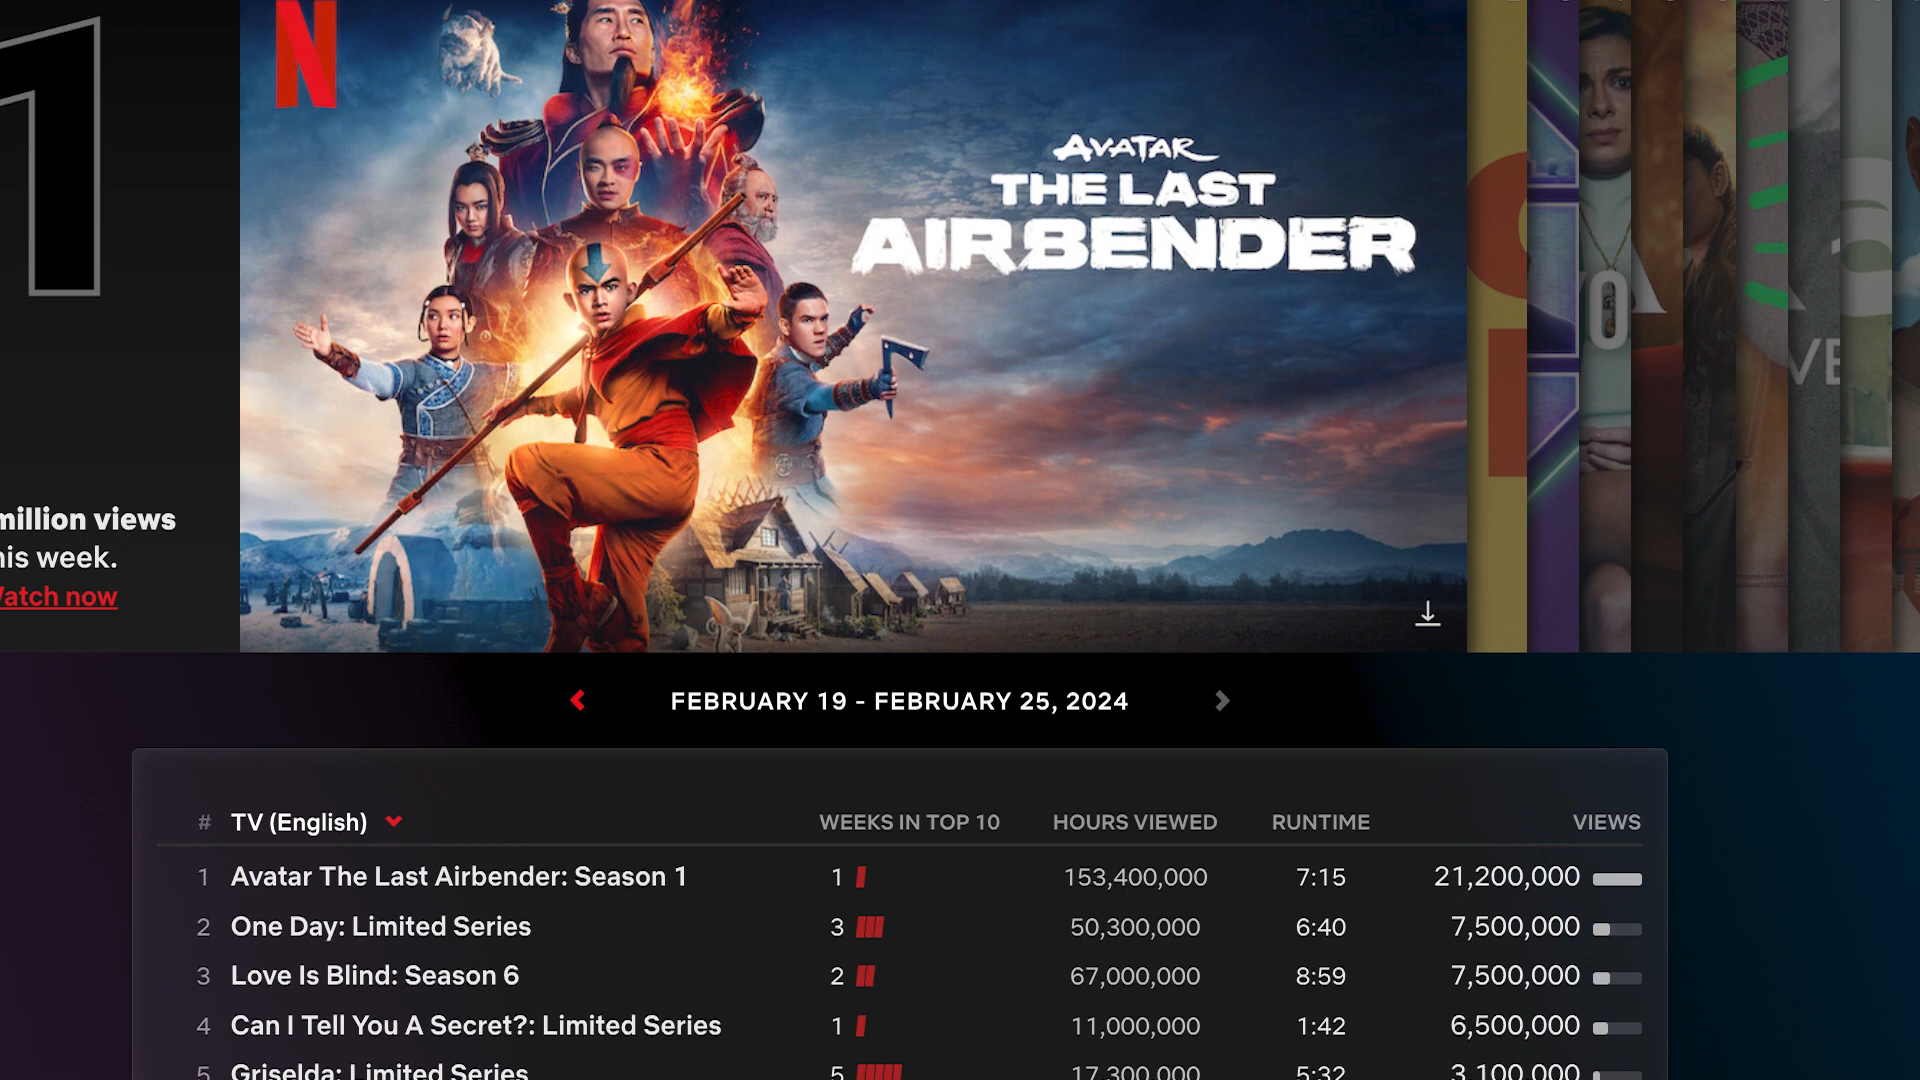 1
million views
his week.
Watch now
N
AVATAR
THE LAST
AIRBENDER
FEBRUARY 19 - FEBRUARY 25, 2024
# TV (English) WEEKS IN TOP 10 HOURS VIEWED RUNTIME VIEWS
1 Avatar The Last Airbender: Season 1 1 153,400,000 7:15 21,200,000
2 One Day: Limited Series 3 50,300,000 6:40 7,500,000
3 Love Is Blind: Season 6 2 67,000,000 8:59 7,500,000
4 Can I Tell You A Secret?: Limited Series 1 11,000,000 1:42 6,500,000
5 Griselda: Limited Series 5 17,300,000 5:32 3,100,000